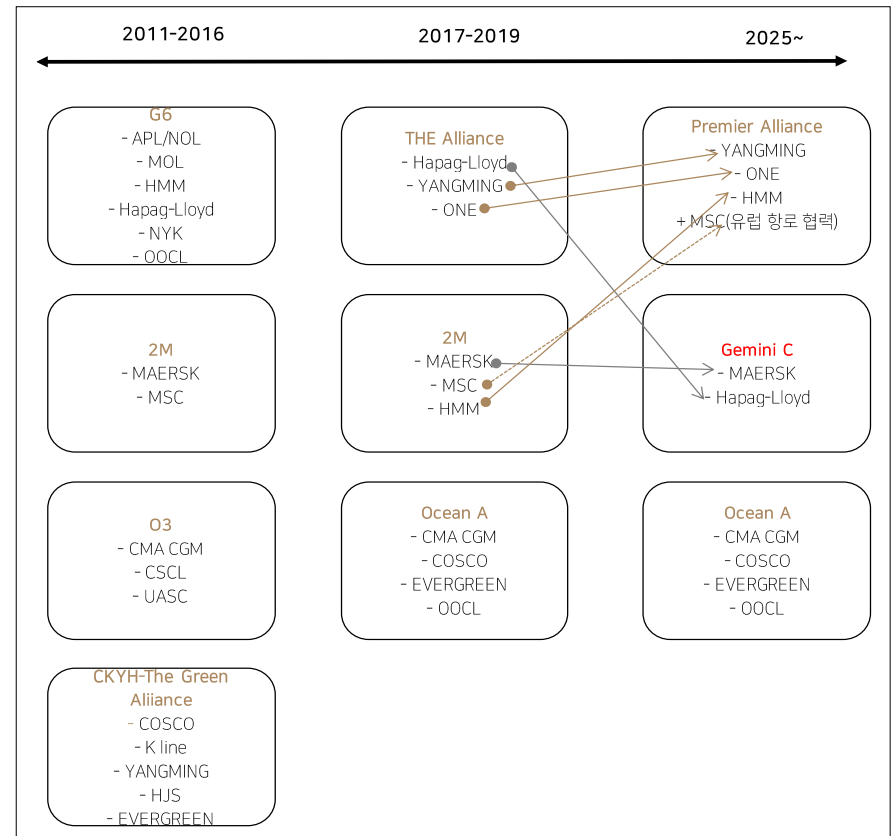 2011-2016
2017-2019
2025~
G6
- APL/NOL
- MOL
- HMM
- Hapag-Lloyd
- NYK
- OOCL
THE Alliance
- Hapag-Lloyd
- YANGMING
- ONE
Premier Alliance
- YANGMING
- ONE
- HMM
+ MSC(유럽 항로 협력)
2M
- MAERSK
- MSC
2M
- MAERSK
- MSC
- HMM
Gemini C
- MAERSK
- Hapag-Lloyd
O3
- CMA CGM
- CSCL
- UASC
Ocean A
- CMA CGM
- COSCO
- EVERGREEN
- OOCL
Ocean A
- CMA CGM
- COSCO
- EVERGREEN
- OOCL
CKYH-The Green
Aliiance
- COSCO
- K line
- YANGMING
- HJS
- EVERGREEN